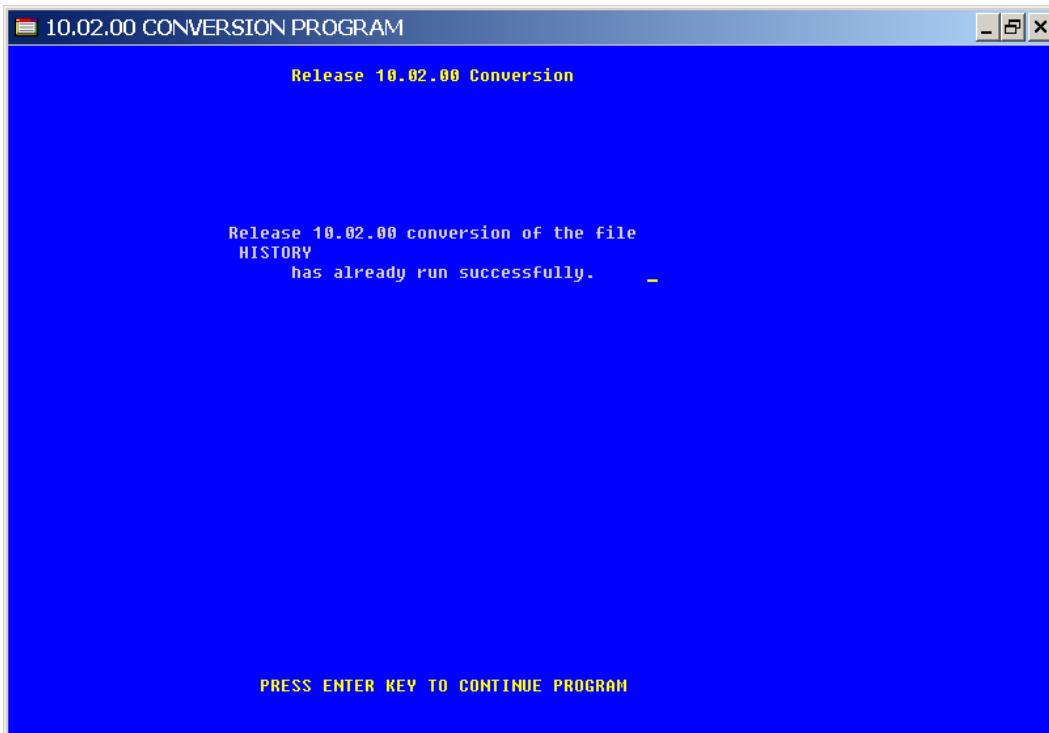 10.02.00 CONVERSION PROGRAM
Release 10.02.00 Conversion
Release 10.02.00 conversion of the file
HISTORY
has already run successfully.
PRESS ENTER KEY TO CONTINUE PROGRAM